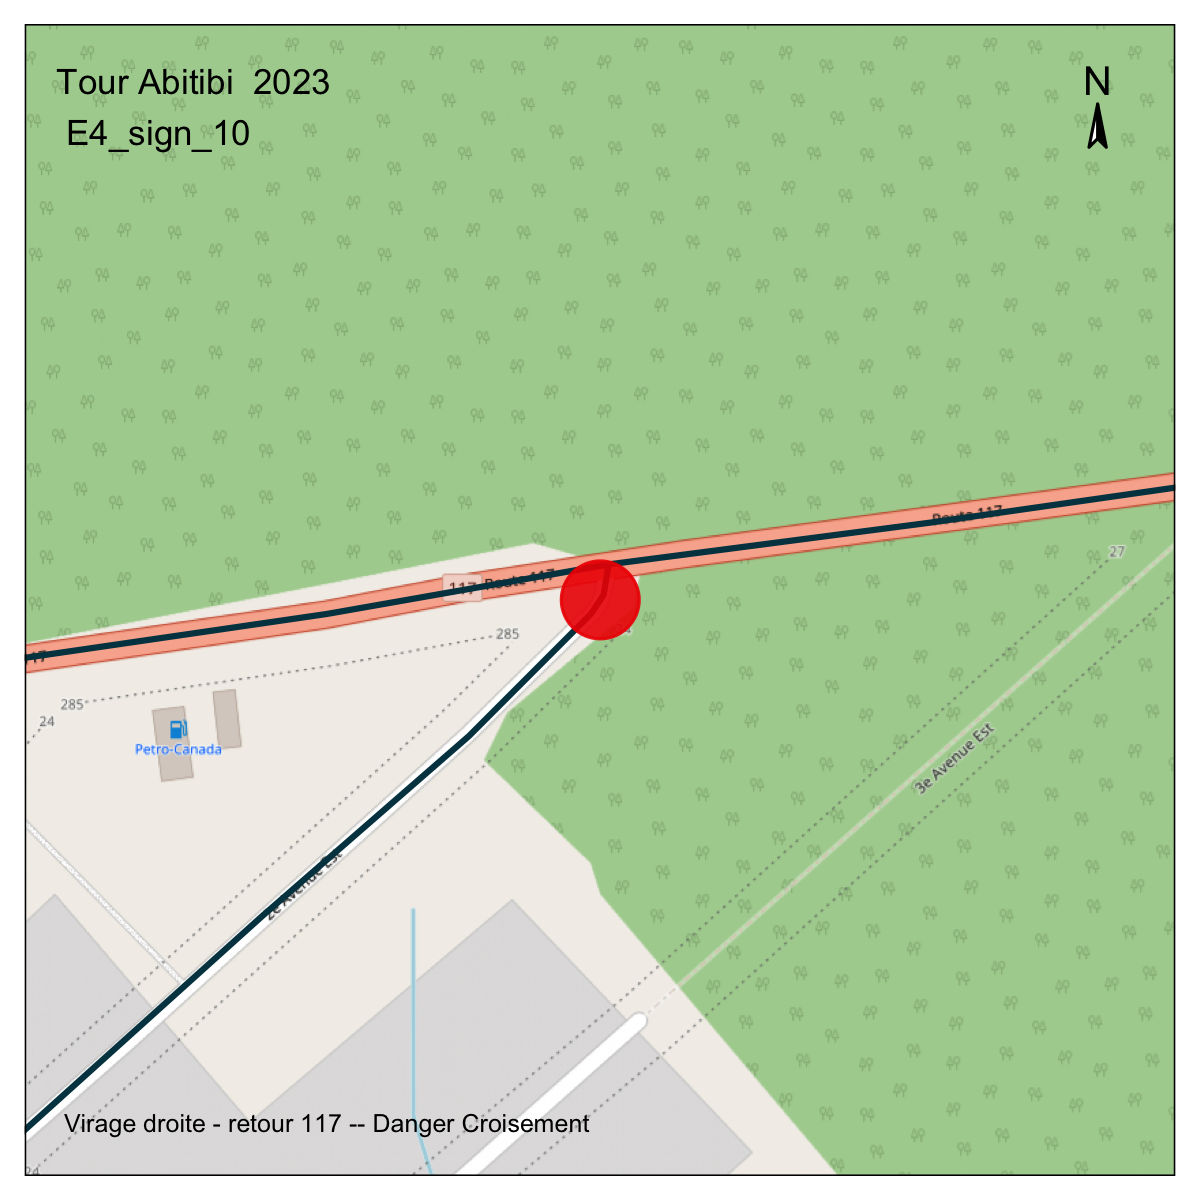 Tour Abitibi  2023
N
E4_sign_10
Route 117
27
117
Route 117
285
117
285
24
Petro-Canada
3e Avenue Est
2e Avenue Est
Virage droite - retour 117 -- Danger Croisement
24